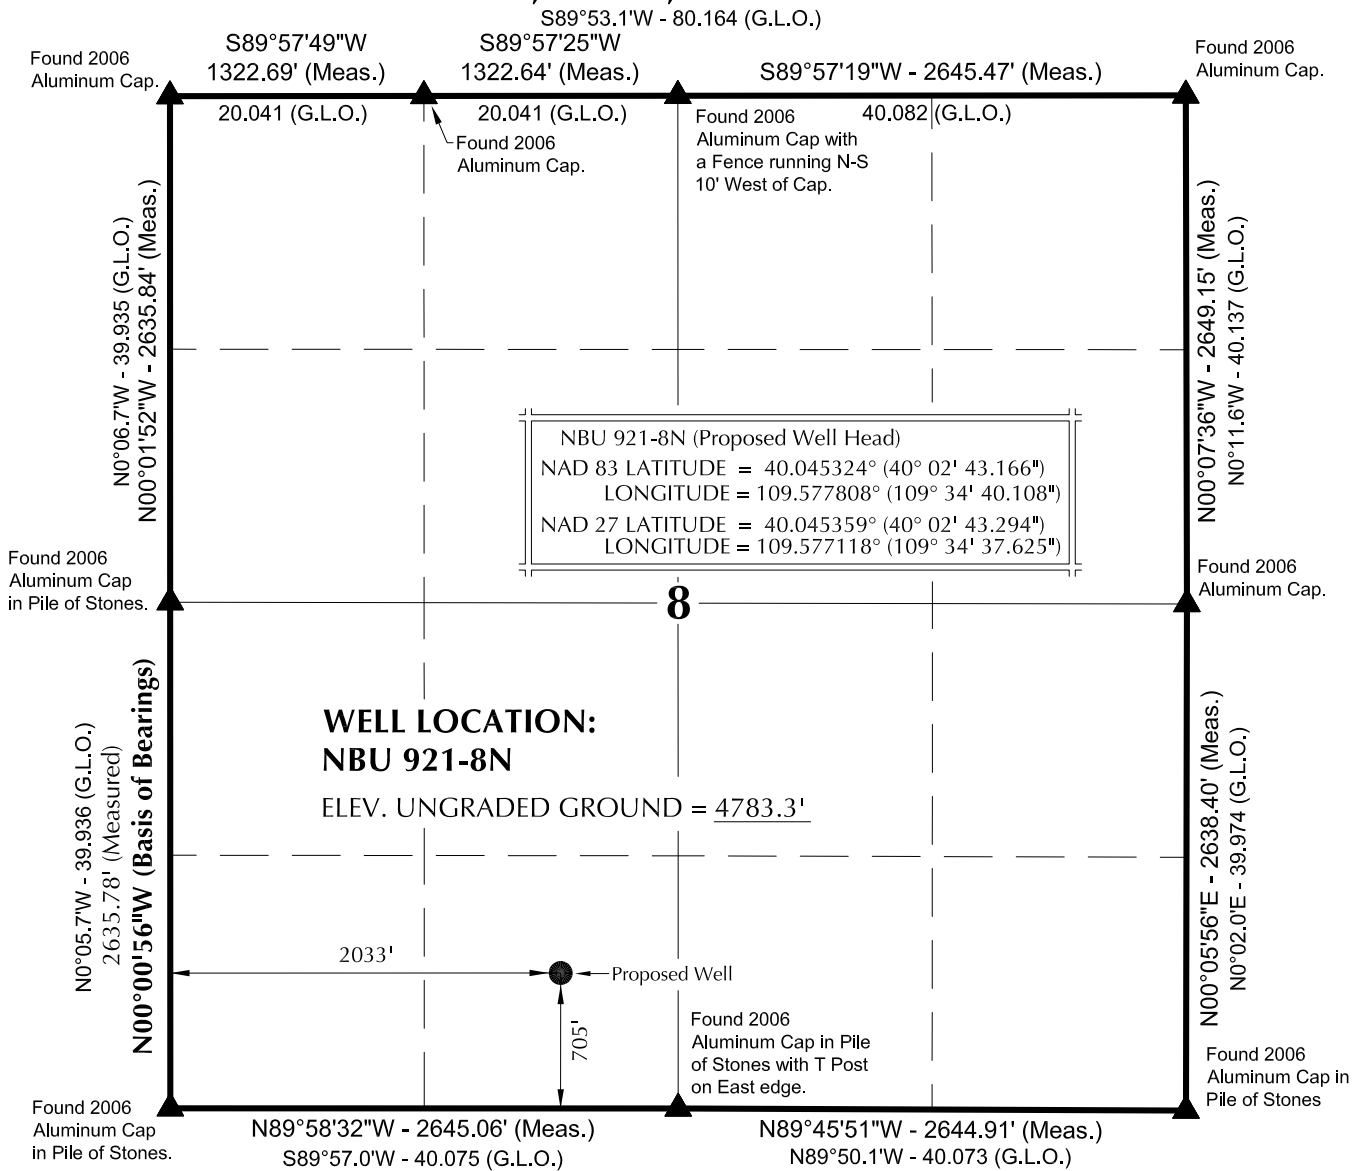 S89°53.1'W - 80.164 (G.L.O.)
S89°57'49"W
1322.69' (Meas.)
S89°57'25"W
1322.64' (Meas.)
S89°57'19"W - 2645.47' (Meas.)
Found 2006
Aluminum Cap.
Found 2006
Aluminum Cap.
20.041 (G.L.O.)
20.041 (G.L.O.)
40.082 (G.L.O.)
Found 2006
Aluminum Cap.
Found 2006
Aluminum Cap with
a Fence running N-S
10' West of Cap.
N0°06.7'W - 39.935 (G.L.O.)
N00°01'52"W - 2635.84' (Meas.)
N00°07'36"W - 2649.15' (Meas.)
N0°11.6'W - 40.137 (G.L.O.)
NBU 921-8N (Proposed Well Head)
NAD 83 LATITUDE = 40.045324° (40° 02' 43.166")
LONGITUDE = 109.577808° (109° 34' 40.108")
NAD 27 LATITUDE = 40.045359° (40° 02' 43.294")
LONGITUDE = 109.577118° (109° 34' 37.625")
Found 2006
Aluminum Cap
in Pile of Stones.
8
Found 2006
Aluminum Cap.
WELL LOCATION:
NBU 921-8N
ELEV. UNGRADED GROUND = 4783.3'
N0°05.7'W - 39.936 (G.L.O.)
2635.78' (Measured)
N00°00'56"W (Basis of Bearings)
N00°05'56"E - 2638.40' (Meas.)
N0°02.0'E - 39.974 (G.L.O.)
2033'
Proposed Well
705'
Found 2006
Aluminum Cap in Pile
of Stones with T Post
on East edge.
Found 2006
Aluminum Cap in
Pile of Stones
Found 2006
Aluminum Cap
in Pile of Stones.
N89°58'32"W - 2645.06' (Meas.)
S89°57.0'W - 40.075 (G.L.O.)
N89°45'51"W - 2644.91' (Meas.)
N89°50.1'W - 40.073 (G.L.O.)